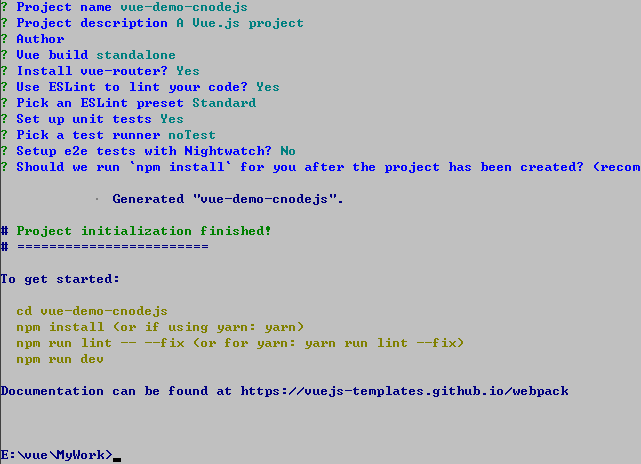 ? Project name vue-demo-cnodejs
? Project description A Vue.js project
? Author
? Vue build standalone
? Install vue-router? Yes
? Use ESLint to lint your code? Yes
? Pick an ESLint preset Standard
? Set up unit tests Yes
? Pick a test runner noTest
? Setup e2e tests with Nightwatch? No
? Should we run `npm install` for you after the project has been created? (recom
· Generated "vue-demo-cnodejs".
# Project initialization finished!
# ========================
To get started:
cd vue-demo-cnodejs
npm install (or if using yarn: yarn)
npm run lint -- --fix (or for yarn: yarn run lint --fix)
npm run dev
Documentation can be found at https://vuejs-templates.github.io/webpack
E:\vue\MyWork>